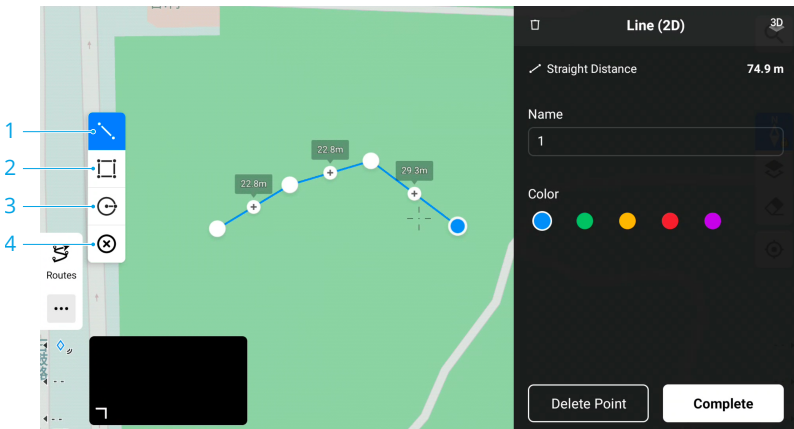 Line (2D)
3D
Straight Distance
74.9 m
Name
1
Color
1
2
3
4
22.8m
22.8m
29.3m
Routes
...
- -
- -
Delete Point
Complete